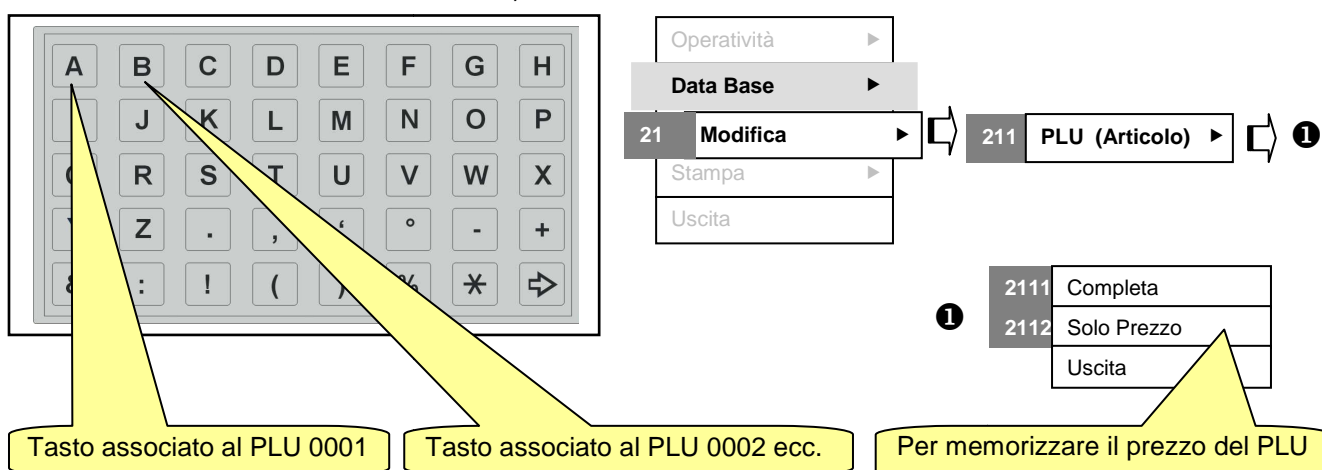 A B C D E F G H
J K L M N O P
R S T U V W X
Z . , ‘ ° - +
: ! ( ) % * ⇨
Operatività ►
Data Base ►
21 Modifica ►
Stampa ►
Uscita
211 PLU (Articolo) ► ❶
❶
2111 Completa
2112 Solo Prezzo
Uscita
Tasto associato al PLU 0001
Tasto associato al PLU 0002 ecc.
Per memorizzare il prezzo del PLU